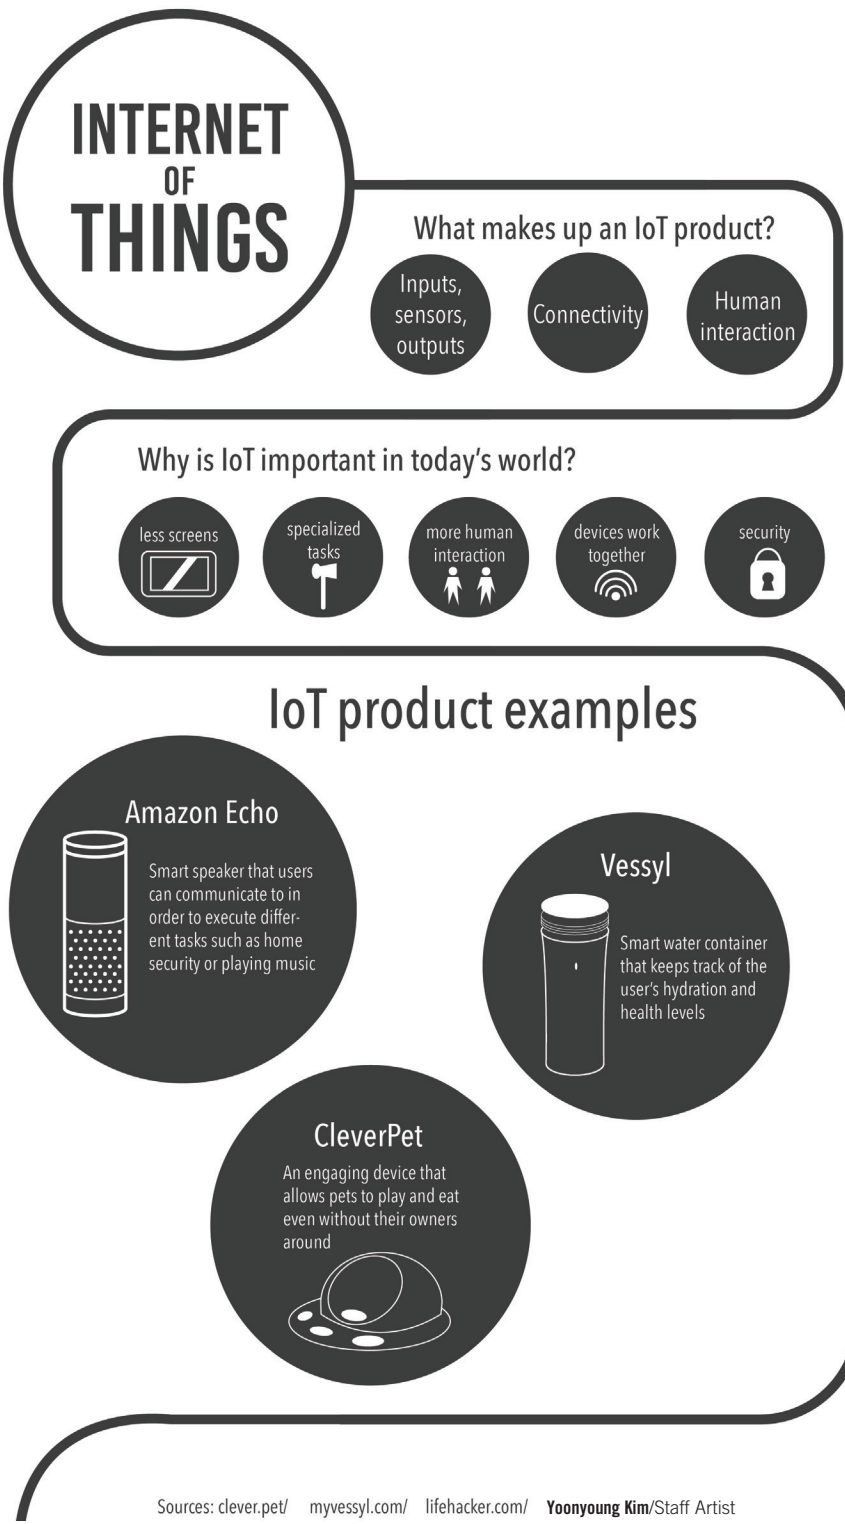 INTERNET
OF
THINGS
What makes up an IoT product?
Inputs,
sensors,
outputs
Connectivity
Human
interaction
Why is IoT important in today's world?
less screens
specialized
tasks
more human
interaction
devices work
together
security
IoT product examples
Amazon Echo
Smart speaker that users
can communicate to in
order to execute differ-
ent tasks such as home
security or playing music
Vessyl
Smart water container
that keeps track of the
user's hydration and
health levels
CleverPet
An engaging device that
allows pets to play and eat
even without their owners
around
Sources: clever.pet/ myvessyl.com/ lifehacker.com/ Yoonyoung Kim/Staff Artist